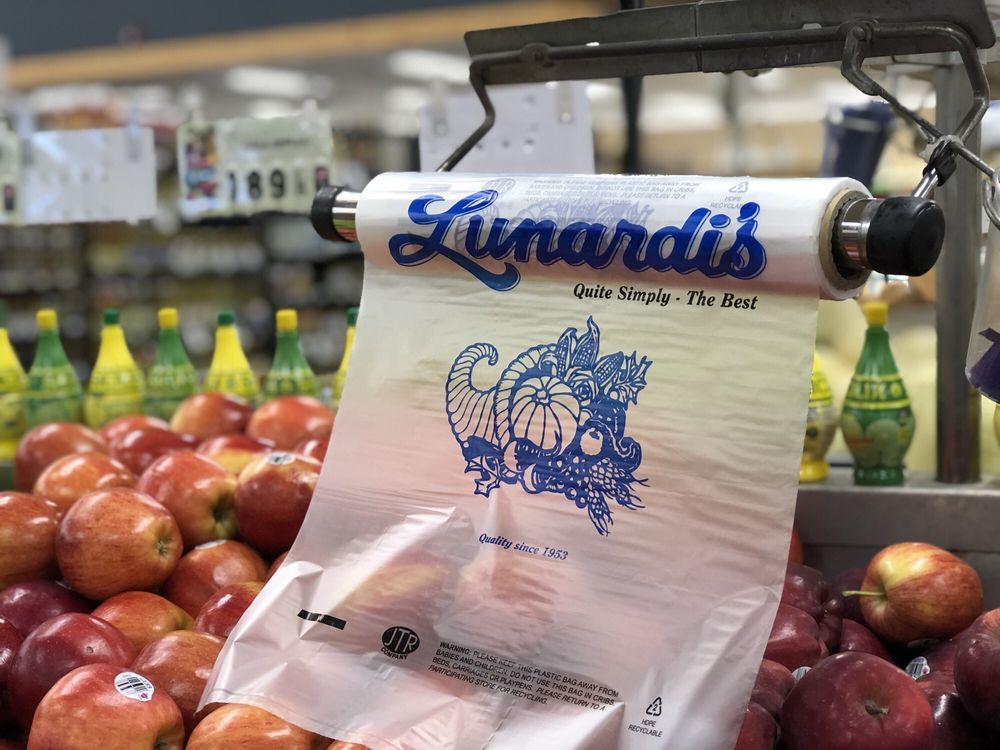 189
HDPE
RECYCLABLE
Lunardi's
Quite Simply · The Best
Quality since 1953
JTR
COMPANY
WARNING: PLEASE KEEP THIS PLASTIC BAG AWAY FROM
BABIES AND CHILDREN. DO NOT USE THIS BAG IN CRIBS,
BEDS, CARRIAGES OR PLAYPENS. PLEASE RETURN TO A
PARTICIPATING STORE FOR RECYCLING.
2
HDPE
RECYCLABLE